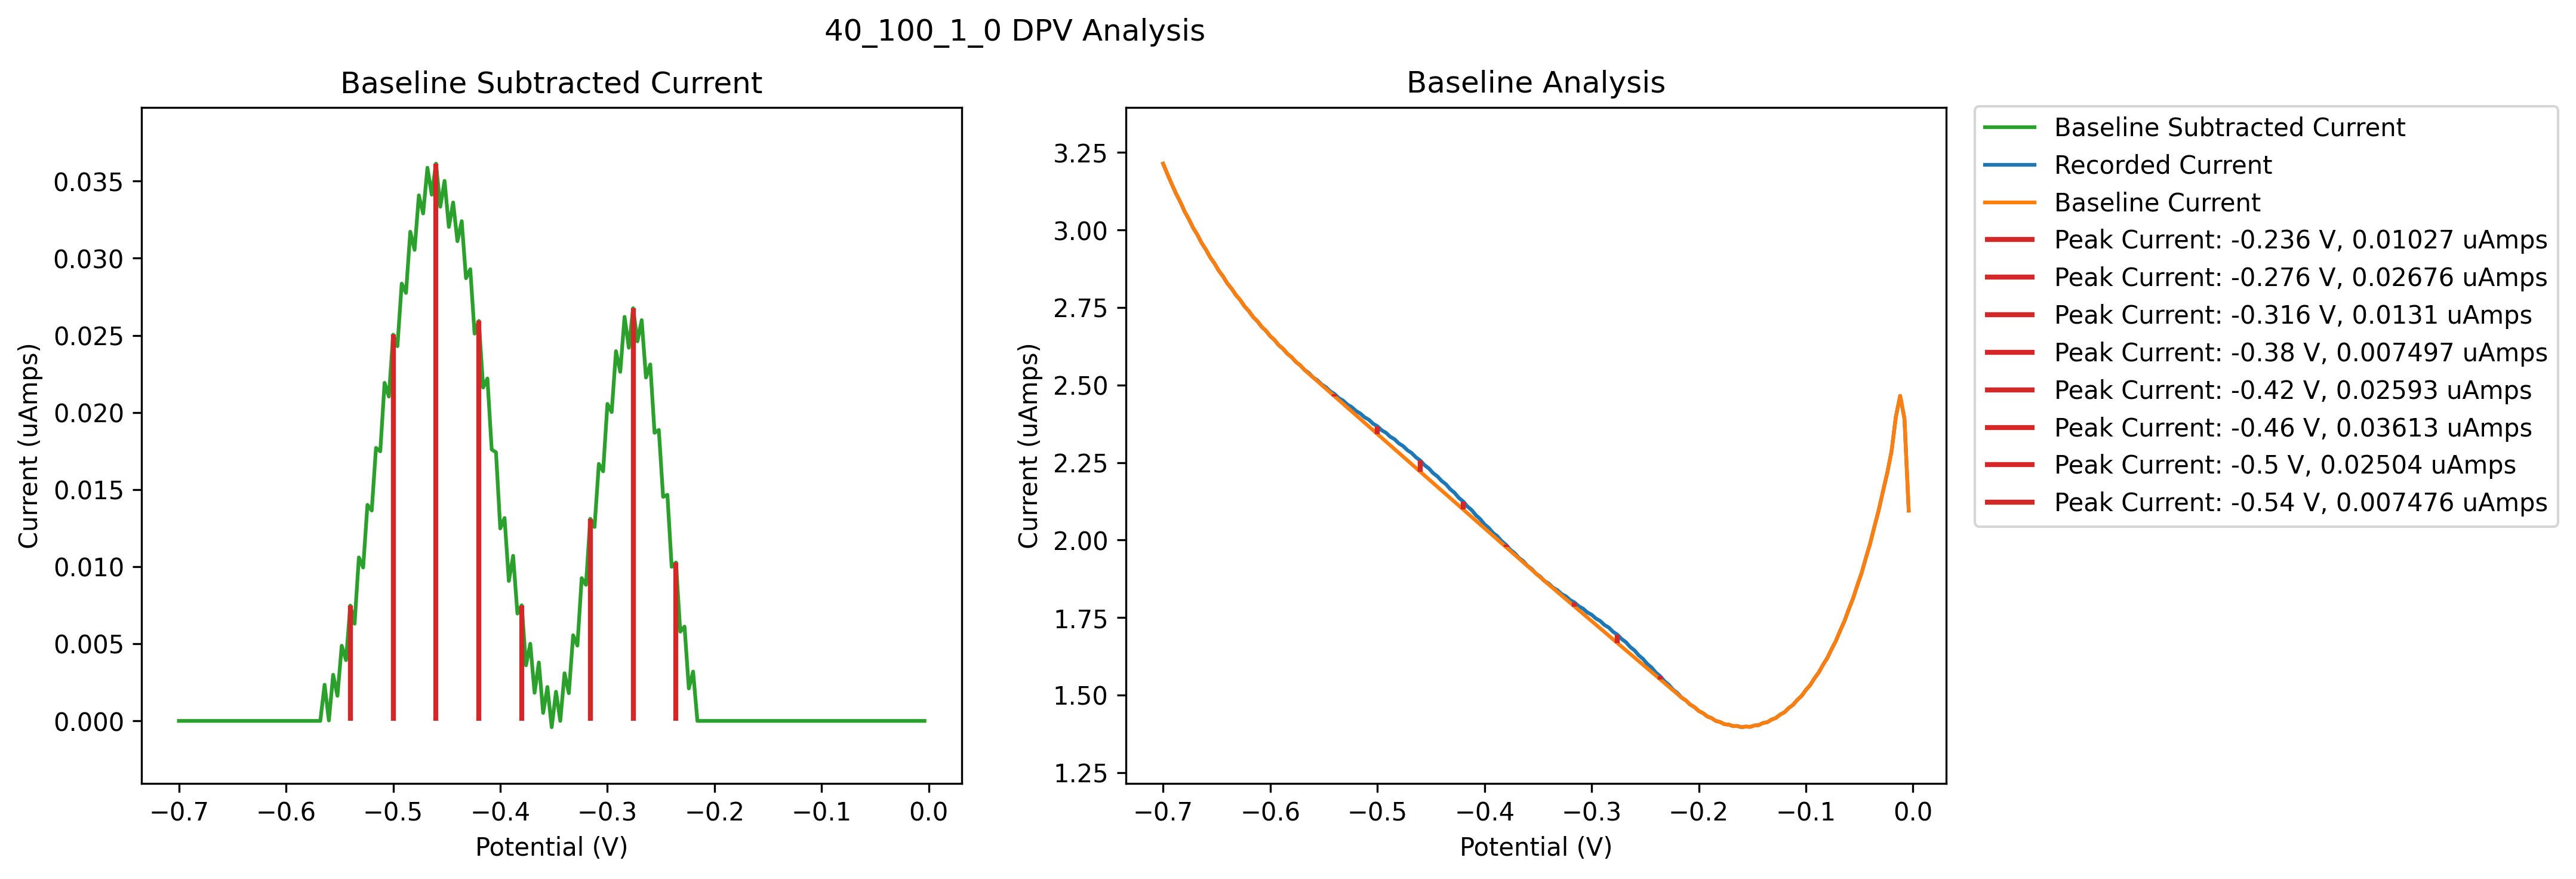 40_100_1_0 DPV Analysis
Baseline Subtracted Current
Current (uAmps)
0.035
0.030
0.025
0.020
0.015
0.010
0.005
0.000
−0.7 −0.6 −0.5 −0.4 −0.3 −0.2 −0.1 0.0
Potential (V)
Baseline Analysis
Current (uAmps)
3.25
3.00
2.75
2.50
2.25
2.00
1.75
1.50
1.25
−0.7 −0.6 −0.5 −0.4 −0.3 −0.2 −0.1 0.0
Potential (V)
Baseline Subtracted Current
Recorded Current
Baseline Current
Peak Current: -0.236 V, 0.01027 uAmps
Peak Current: -0.276 V, 0.02676 uAmps
Peak Current: -0.316 V, 0.0131 uAmps
Peak Current: -0.38 V, 0.007497 uAmps
Peak Current: -0.42 V, 0.02593 uAmps
Peak Current: -0.46 V, 0.03613 uAmps
Peak Current: -0.5 V, 0.02504 uAmps
Peak Current: -0.54 V, 0.007476 uAmps